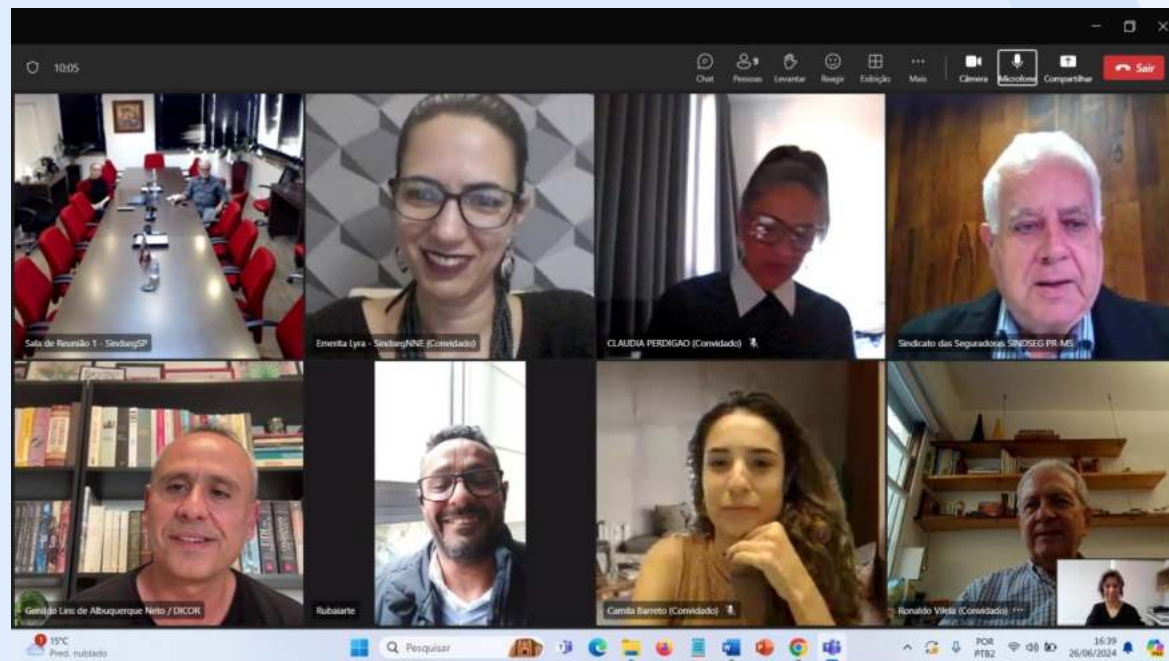 10:05
9
Chat Pessoas Levantar Reagir Exibição Mais Câmera Microfone Compartilhar Sair
Sala de Reunião 1 - SindsegSP
Emerita Lyra - SindsegNNE (Convidado)
CLAUDIA PERDIGAO (Convidado)
Sindicato das Seguradoras SINDSEG PR-MS
Genildo Lins de Albuquerque Neto / DICOR
Rubaiarte
Camila Barreto (Convidado)
Ronaldo Vilela (Convidado) ...
15°C
Pred. nublado
Pesquisar
POR
PTB2
16:39
26/06/2024